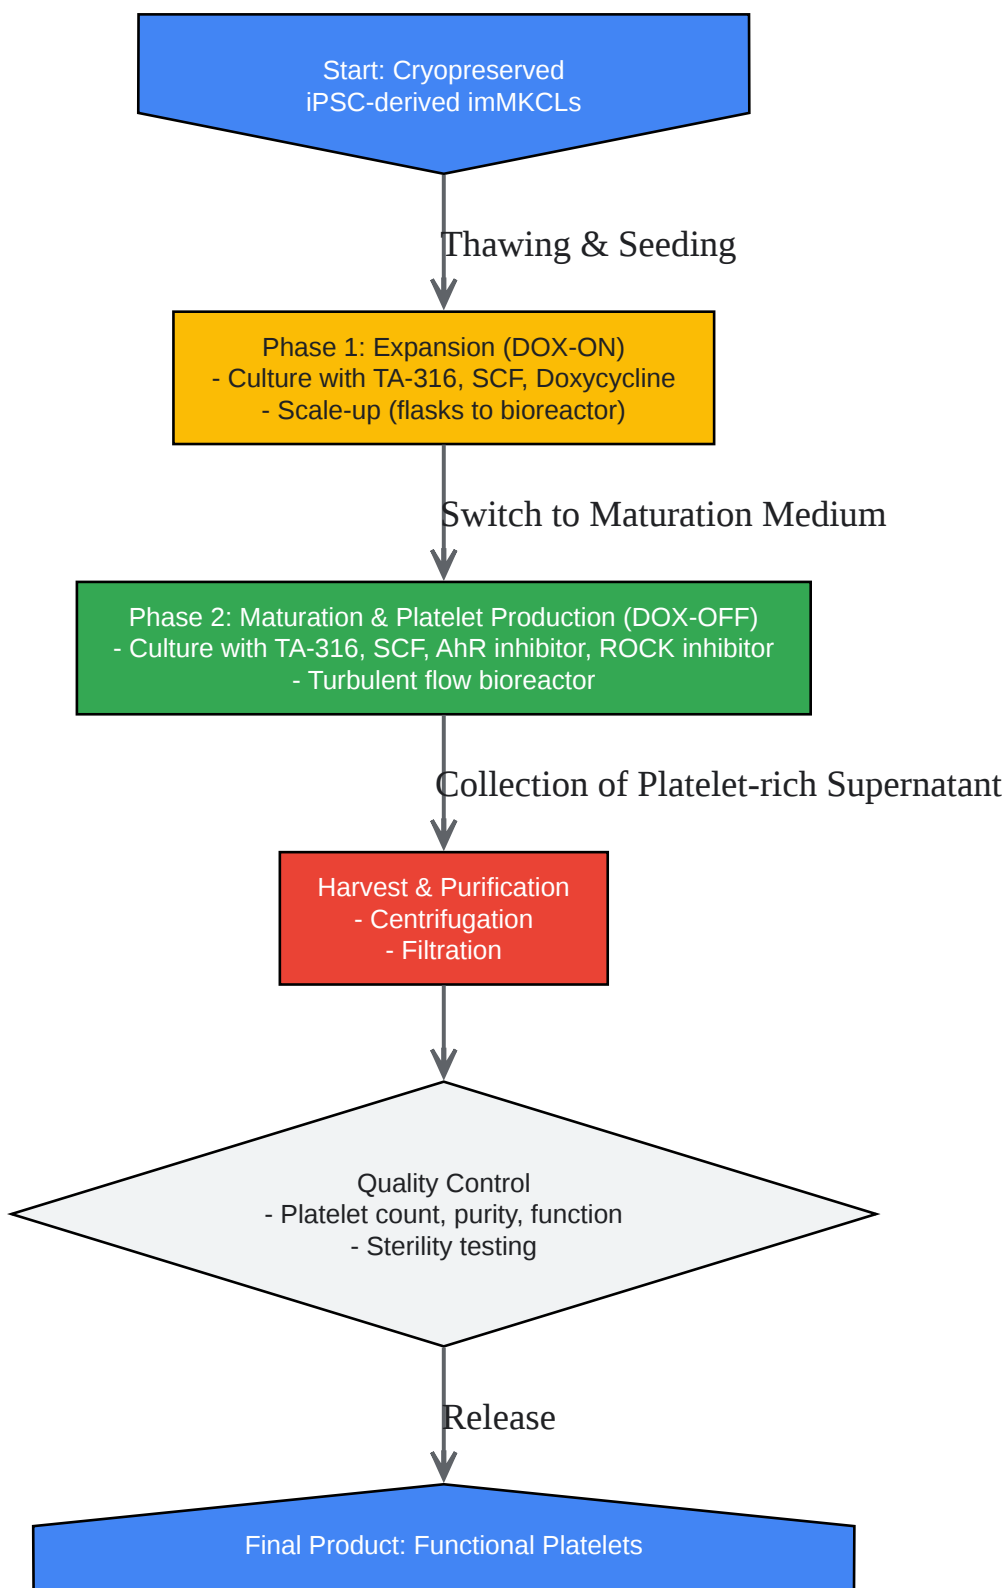 Start: Cryopreserved
iPSC-derived imMKCLs
Thawing & Seeding
Phase 1: Expansion (DOX-ON)
- Culture with TA-316, SCF, Doxycycline
- Scale-up (flasks to bioreactor)
Switch to Maturation Medium
Phase 2: Maturation & Platelet Production (DOX-OFF)
- Culture with TA-316, SCF, AhR inhibitor, ROCK inhibitor
- Turbulent flow bioreactor
Collection of Platelet-rich Supernatant
Harvest & Purification
- Centrifugation
- Filtration
Quality Control
- Platelet count, purity, function
- Sterility testing
Release
Final Product: Functional Platelets